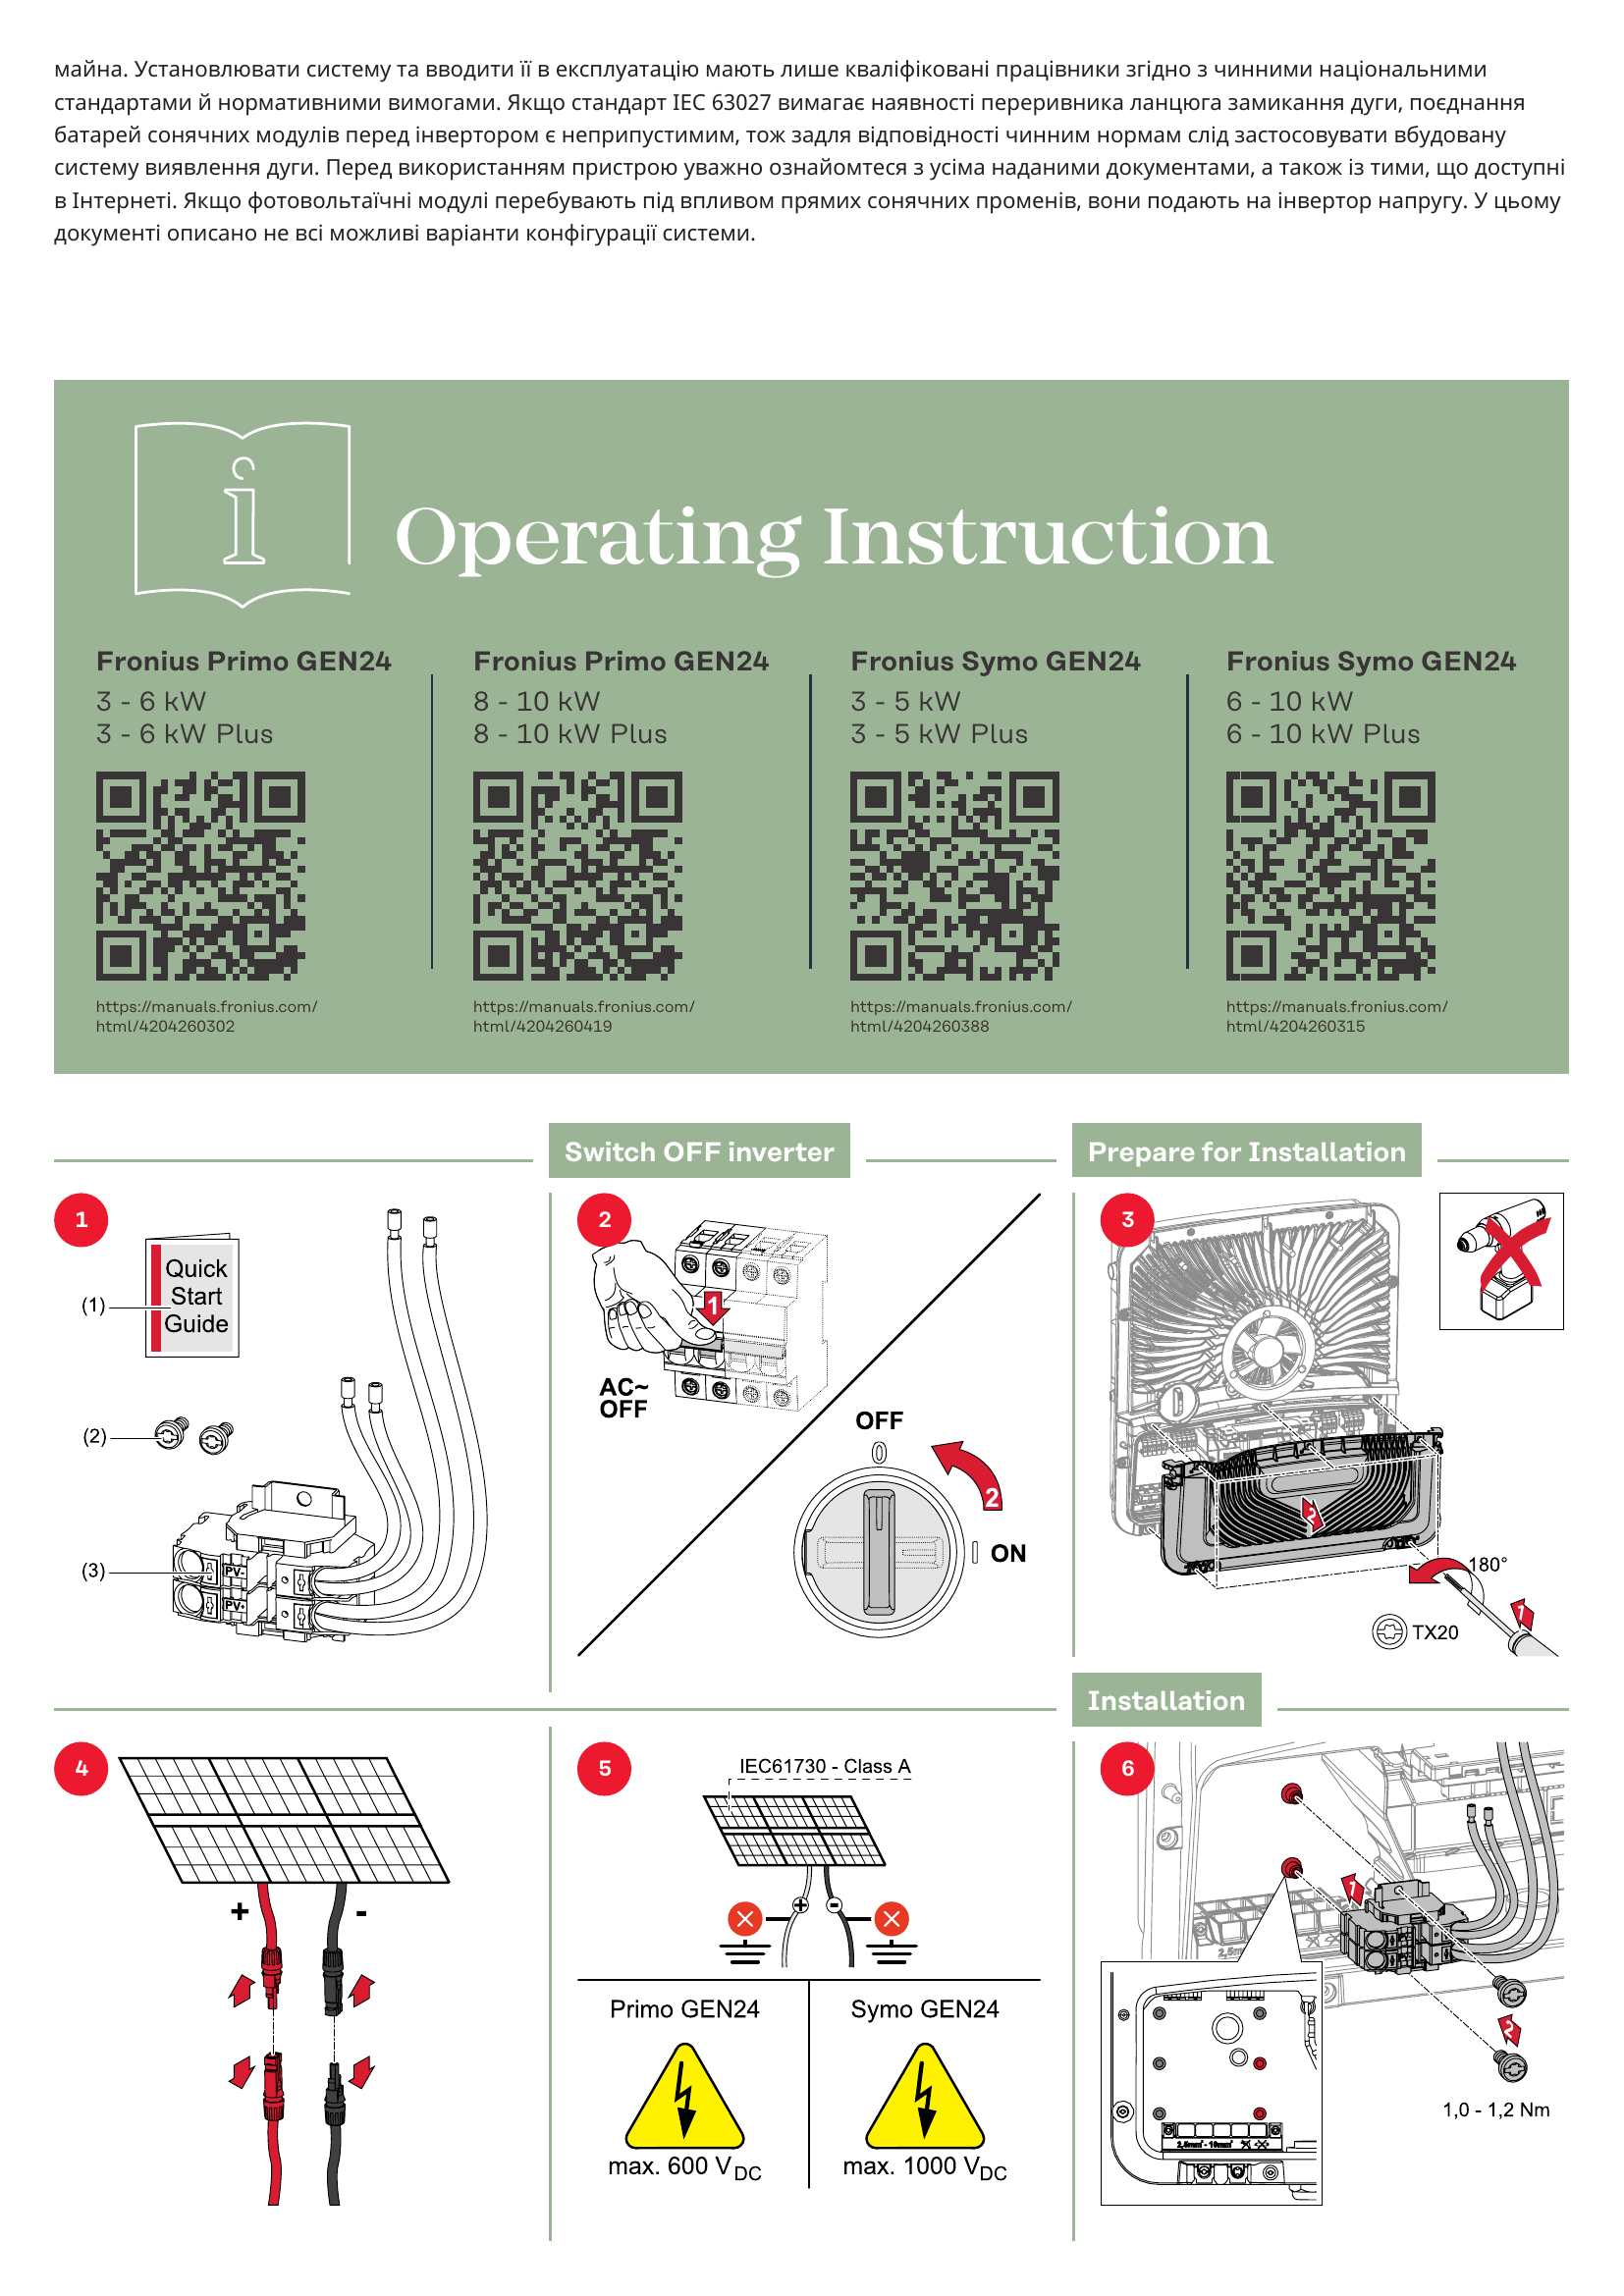 майна. Установлювати систему та вводити її в експлуатацію мають лише кваліфіковані працівники згідно з чинними національними
стандартами й нормативними вимогами. Якщо стандарт IEC 63027 вимагає наявності переривника ланцюга замикання дуги, поєднання
батарей сонячних модулів перед інвертором є неприпустимим, тож задля відповідності чинним нормам слід застосовувати вбудовану
систему виявлення дуги. Перед використанням пристрою уважно ознайомтеся з усіма наданими документами, а також із тими, що доступні
в Інтернеті. Якщо фотовольтаїчні модулі перебувають під впливом прямих сонячних променів, вони подають на інвертор напругу. У цьому
документі описано не всі можливі варіанти конфігурації системи.
Operating Instruction
Fronius Primo GEN24
3 - 6 kW
3 - 6 kW Plus
https://manuals.fronius.com/
html/4204260302
Fronius Primo GEN24
8 - 10 kW
8 - 10 kW Plus
https://manuals.fronius.com/
html/4204260419
Fronius Symo GEN24
3 - 5 kW
3 - 5 kW Plus
https://manuals.fronius.com/
html/4204260388
Fronius Symo GEN24
6 - 10 kW
6 - 10 kW Plus
https://manuals.fronius.com/
html/4204260315
1
Quick
Start
Guide
(1)
(2)
(3)
PV-
PV+
Switch OFF inverter
2
1
AC~
OFF
OFF
0
2
I ON
Prepare for Installation
3
2
180°
1
TX20
4
+
-
5
IEC61730 - Class A
+
-
Primo GEN24
max. 600 VDC
Symo GEN24
max. 1000 VDC
Installation
6
1
2
2,5mm² - 10mm²
1,0 - 1,2 Nm